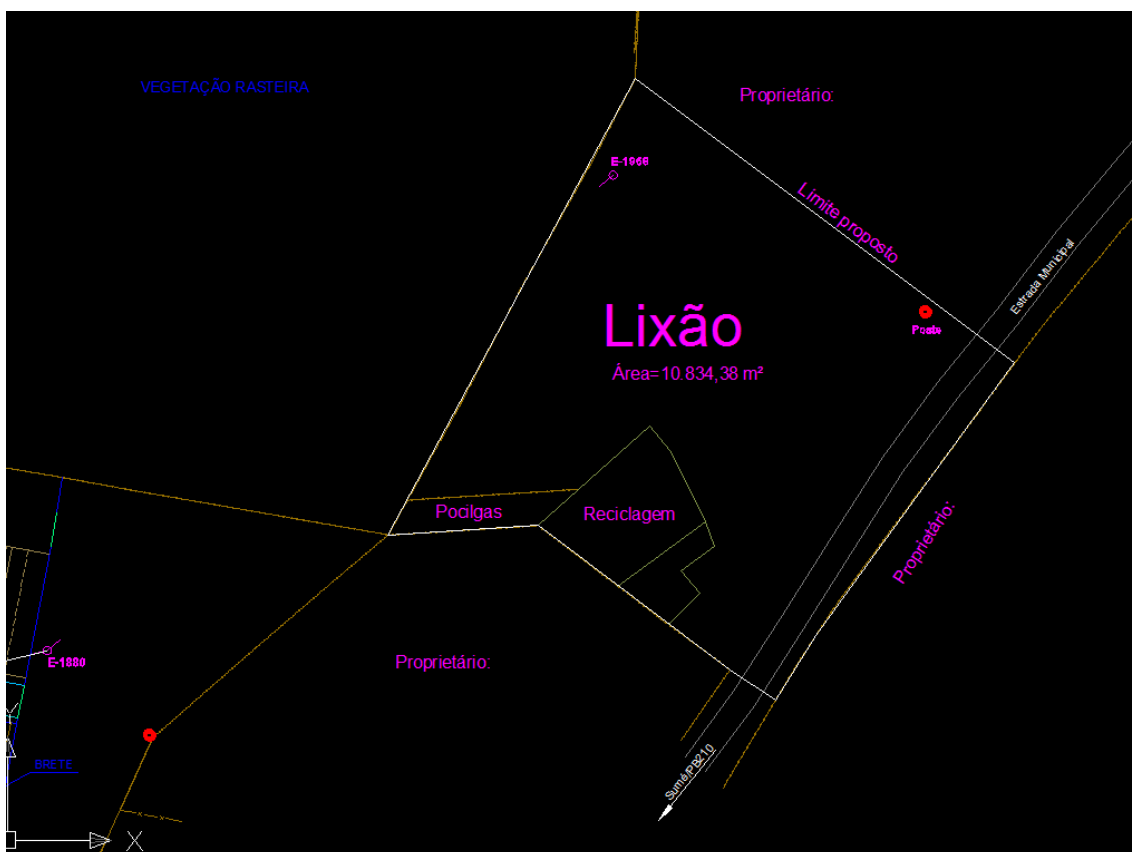 VEGETAÇÃO RASTEIRA
Proprietário:
E-1968
Limite proposto
Estrada Municipal
Lixão
Poste
Área=10.834,38 m²
Pocilgas
Reciclagem
Proprietário:
E-1880
Proprietário:
Y
BRETE
Sumé/PB210
X